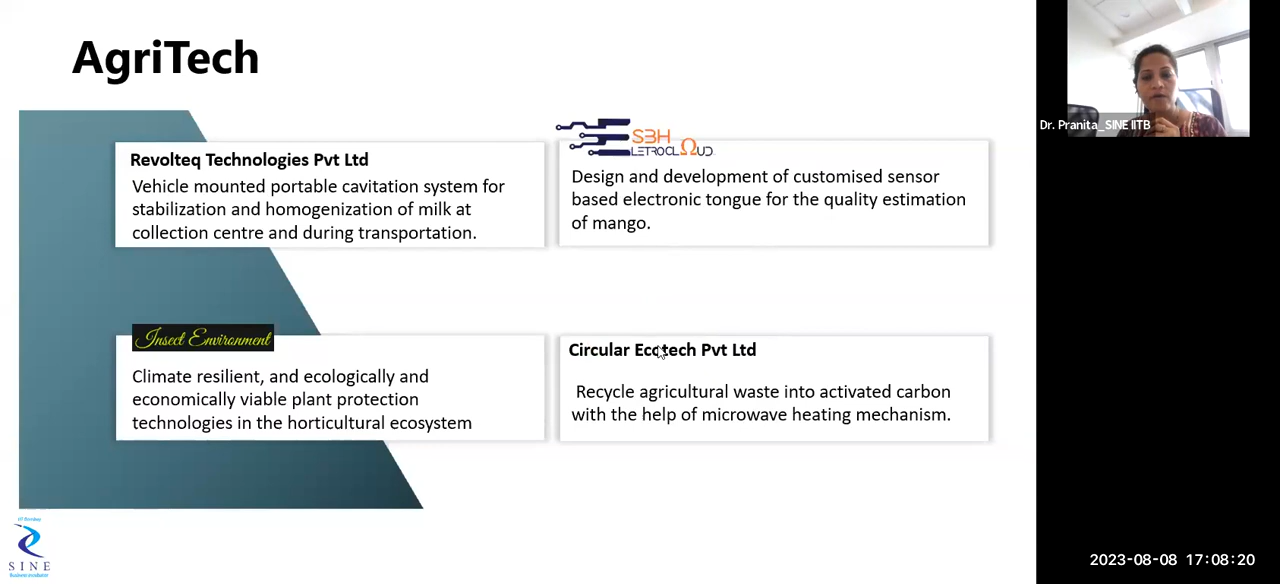 AgriTech
Revolteq Technologies Pvt Ltd
Vehicle mounted portable cavitation system for
stabilization and homogenization of milk at
collection centre and during transportation.
SBH
LETROCLOUD
Design and development of customised sensor
based electronic tongue for the quality estimation
of mango.
Insect Environment
Climate resilient, and ecologically and
economically viable plant protection
technologies in the horticultural ecosystem
Circular Ecotech Pvt Ltd
Recycle agricultural waste into activated carbon
with the help of microwave heating mechanism.
SINE
Dr. Pranita_SINE IITB
2023-08-08 17:08:20